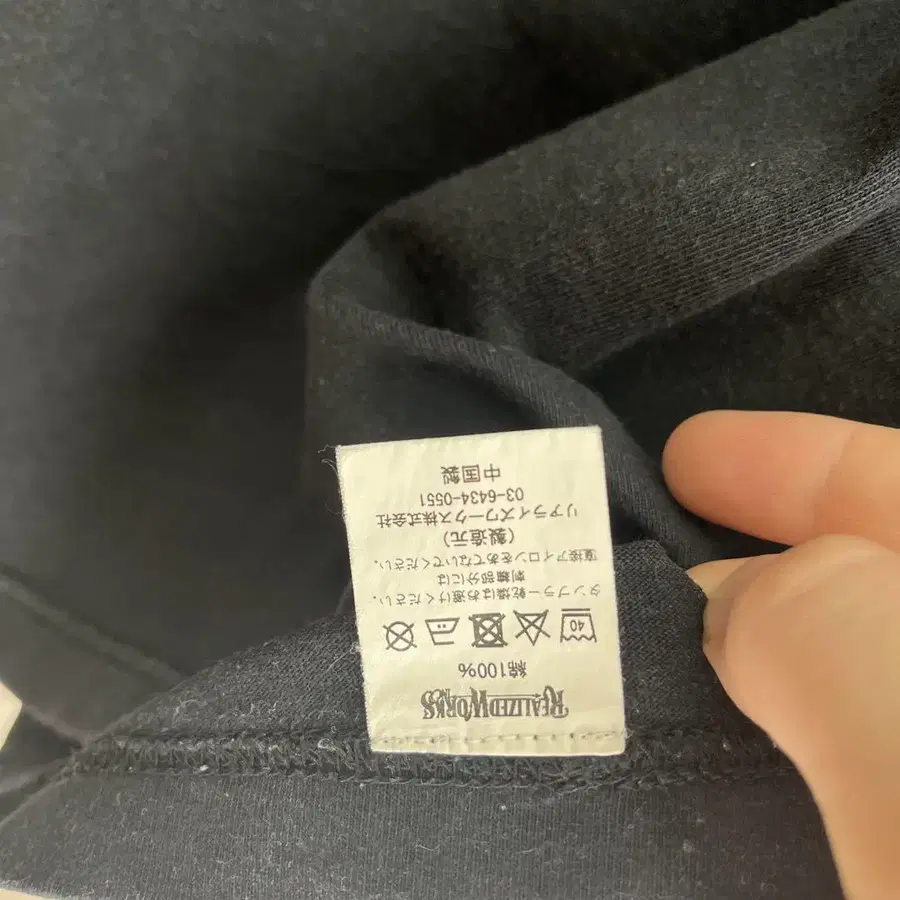 REALIZED WORKS INC
綿100%
40
タンブラー乾燥はお避けください。
刺繍部分には
直接アイロンをあてないでください。
(製造元)
リアライズワークス株式会社
03-6434-0551
中国製